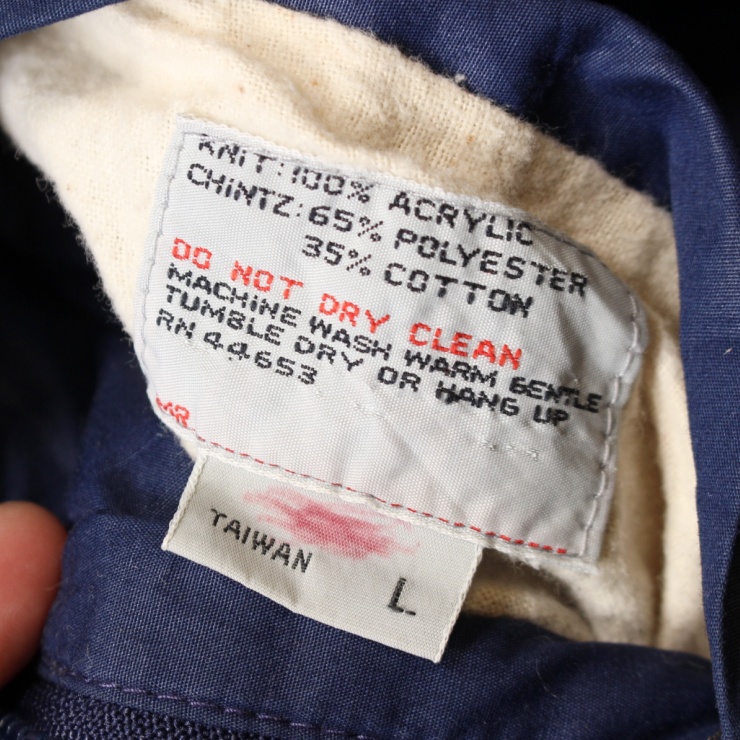 KNIT: 100% ACRYLIC
CHINTZ: 65% POLYESTER
35% COTTON
DO NOT DRY CLEAN
MACHINE WASH WARM GENTLE
TUMBLE DRY OR HANG UP
RN 44653
MR
TAIWAN L